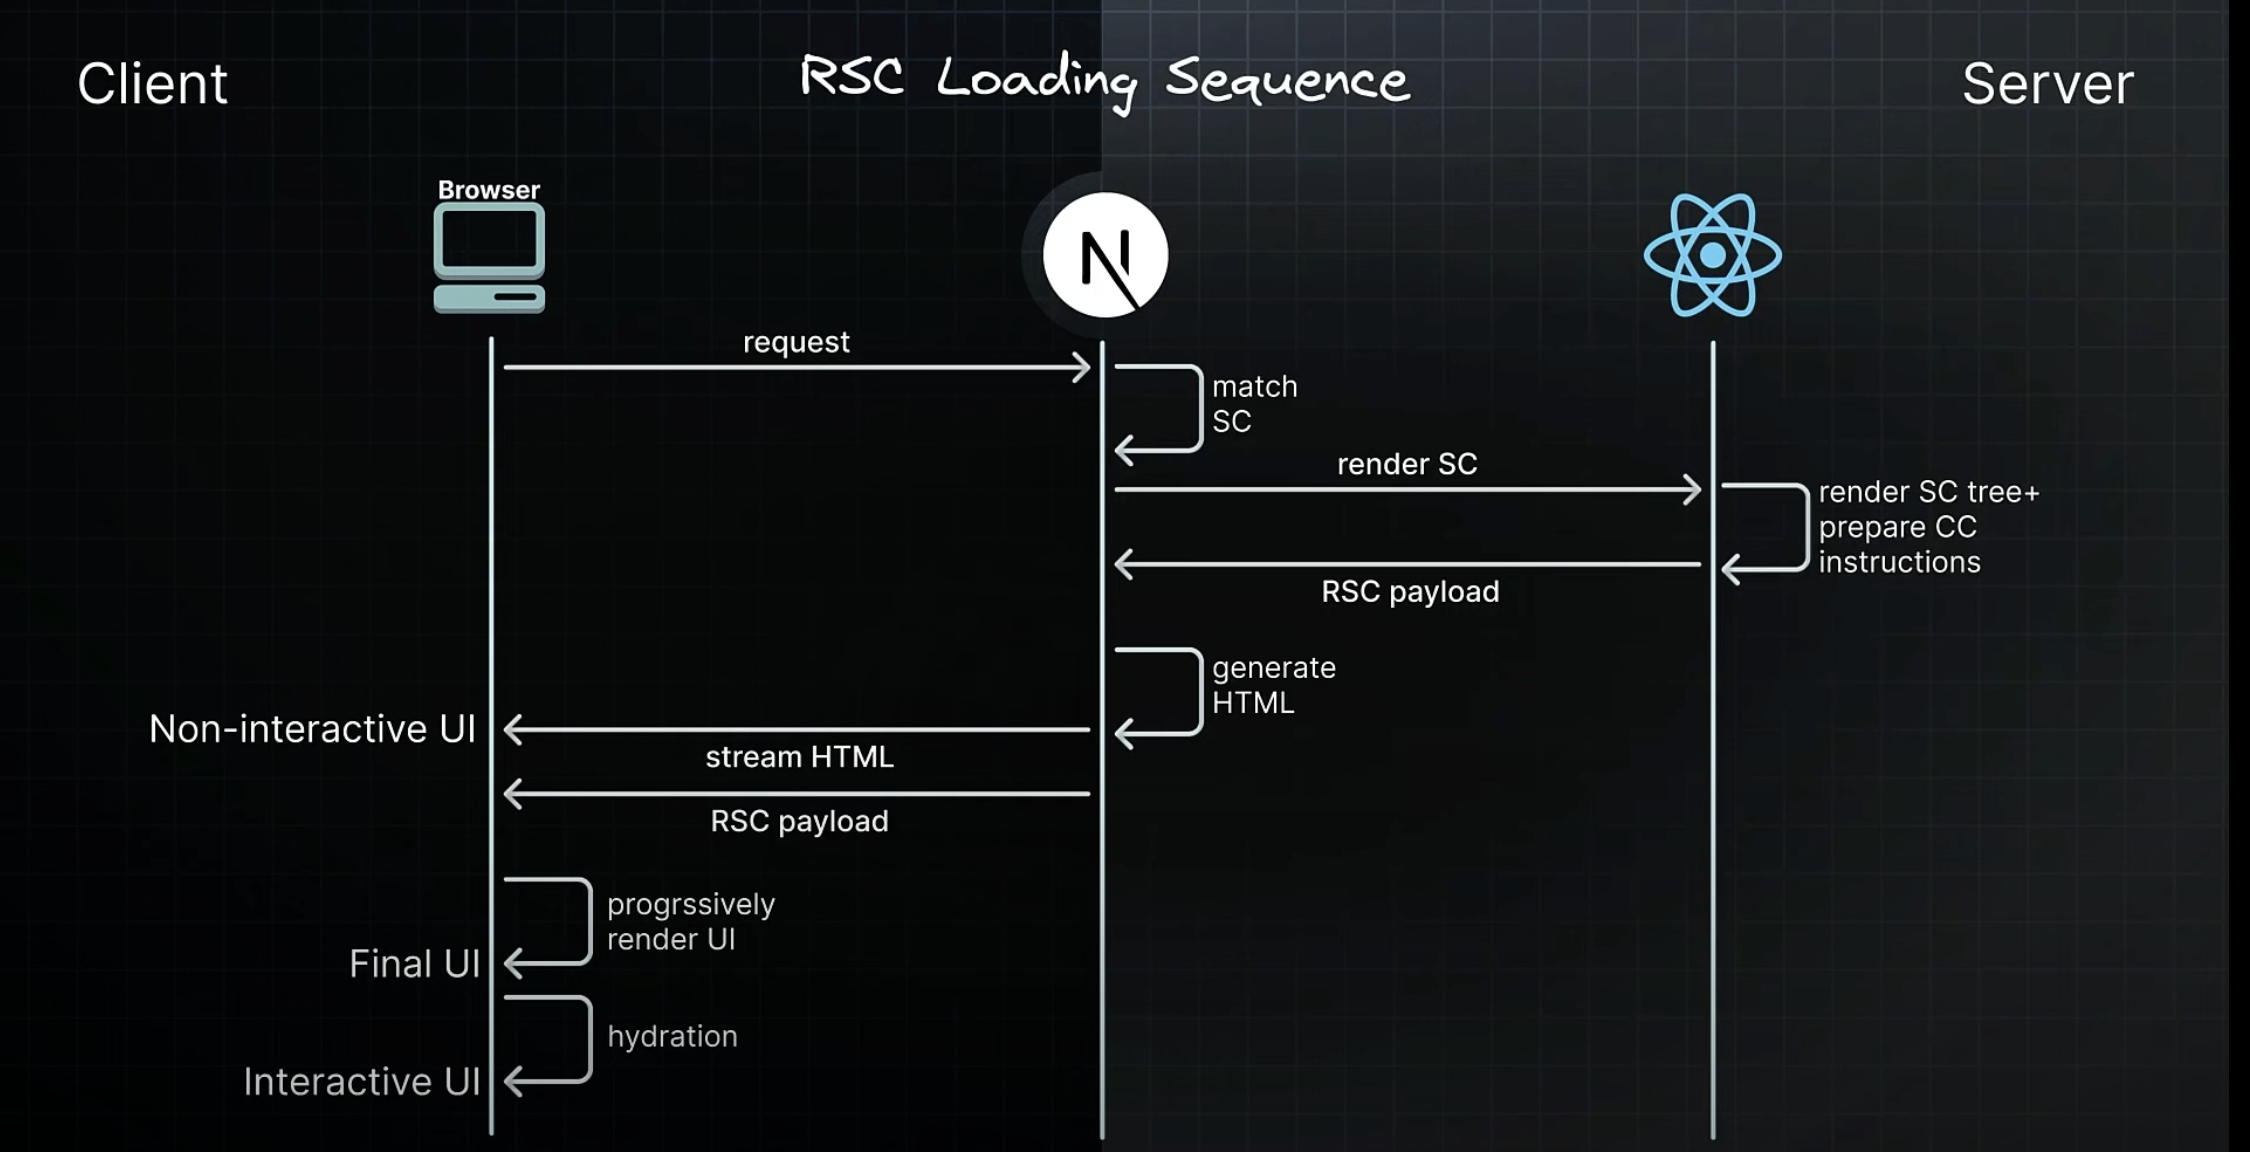 Client
RSC Loading Sequence
Server
Browser
request
match
SC
render SC
render SC tree+
prepare CC
instructions
RSC payload
generate
HTML
Non-interactive UI
stream HTML
RSC payload
progrssively
render UI
Final UI
hydration
Interactive UI